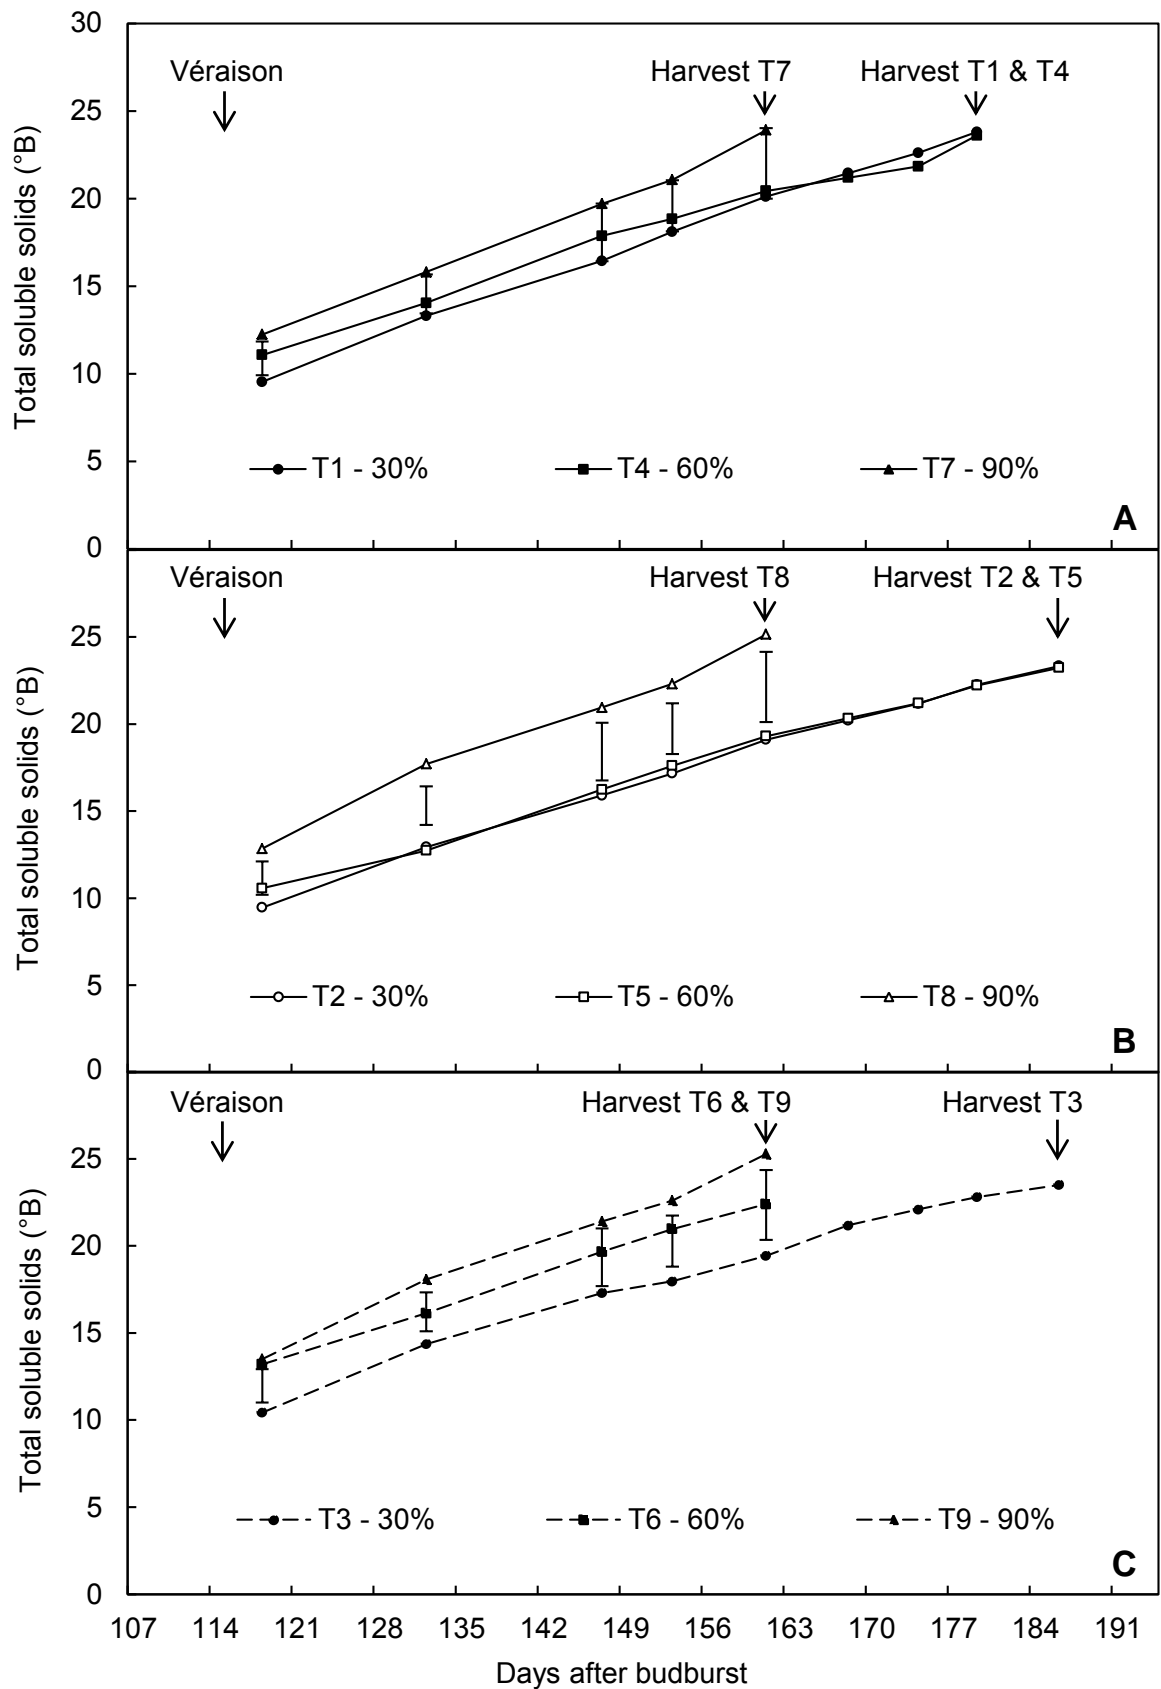 30
Véraison
Harvest T7
Harvest T1 & T4
25
20
15
10
5
0
Total soluble solids (°B)
T1 - 30%
T4 - 60%
T7 - 90%
A
Véraison
Harvest T8
Harvest T2 & T5
25
20
15
10
5
0
Total soluble solids (°B)
T2 - 30%
T5 - 60%
T8 - 90%
B
Véraison
Harvest T6 & T9
Harvest T3
25
20
15
10
5
0
Total soluble solids (°B)
T3 - 30%
T6 - 60%
T9 - 90%
C
107 114 121 128 135 142 149 156 163 170 177 184 191
Days after budburst